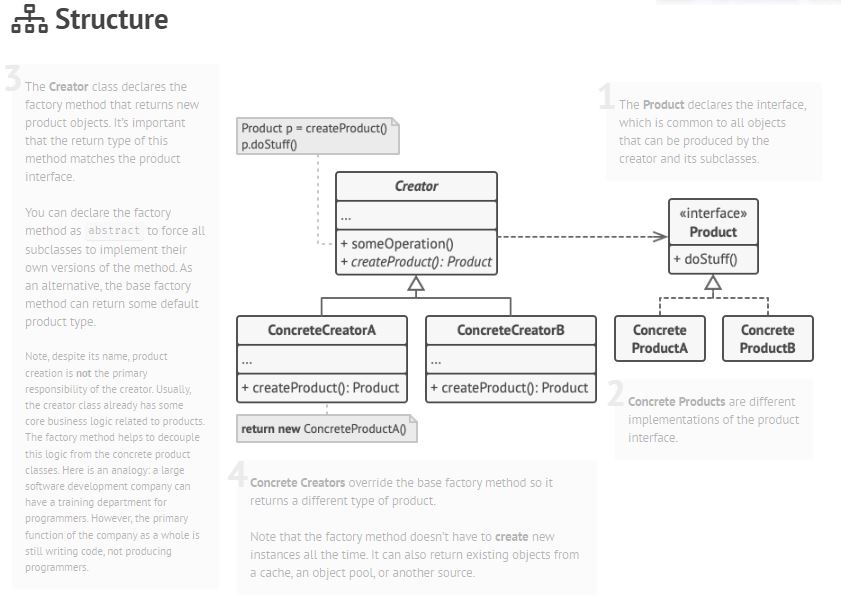 Structure
3
The Creator class declares the
factory method that returns new
product objects. It's important
that the return type of this
method matches the product
interface.
You can declare the factory
method as abstract to force all
subclasses to implement their
own versions of the method. As
an alternative, the base factory
method can return some default
product type.
Note, despite its name, product
creation is not the primary
responsibility of the creator. Usually,
the creator class already has some
core business logic related to products.
The factory method helps to decouple
this logic from the concrete product
classes. Here is an analogy: a large
software development company can
have a training department for
programmers. However, the primary
function of the company as a whole is
still writing code, not producing
programmers.
Product p = createProduct()
p.doStuff()
Creator
...
+ someOperation()
+ createProduct(): Product
ConcreteCreatorA
...
+ createProduct(): Product
return new ConcreteProductA()
ConcreteCreatorB
...
+ createProduct(): Product
1
The Product declares the interface,
which is common to all objects
that can be produced by the
creator and its subclasses.
«interface»
Product
+ doStuff()
Concrete
ProductA
Concrete
ProductB
2
Concrete Products are different
implementations of the product
interface.
4
Concrete Creators override the base factory method so it
returns a different type of product.
Note that the factory method doesn't have to create new
instances all the time. It can also return existing objects from
a cache, an object pool, or another source.